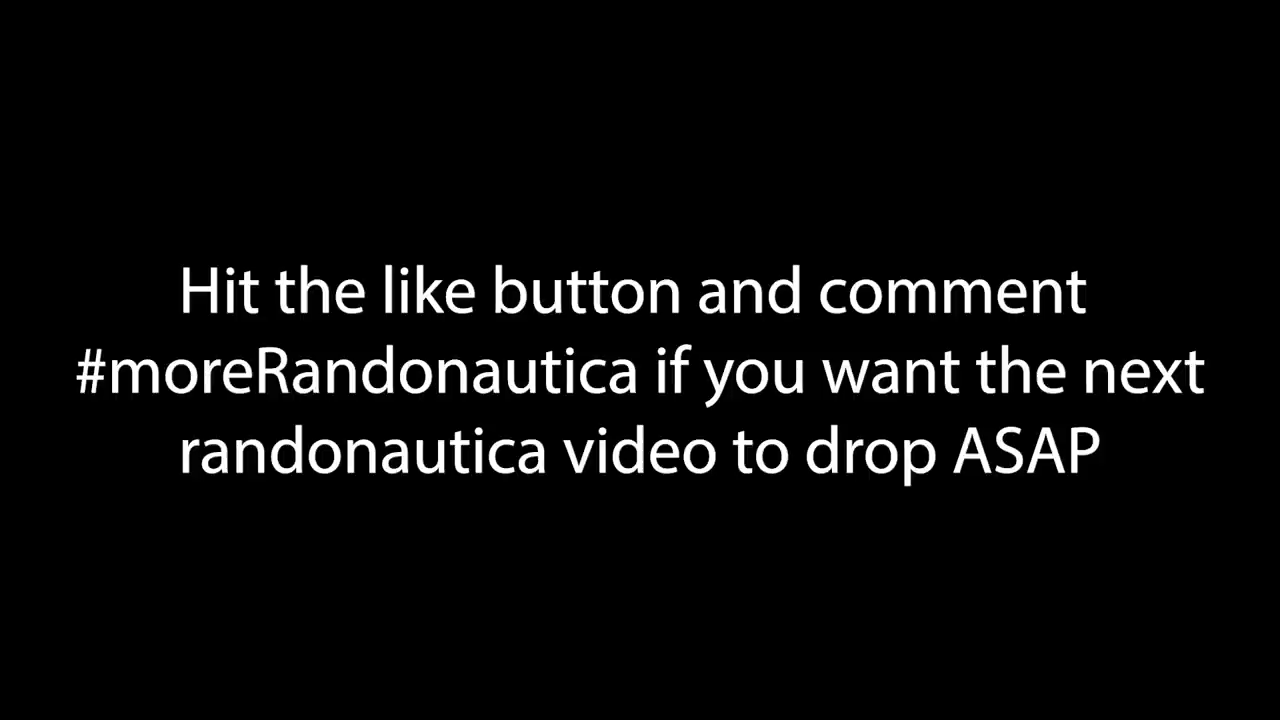 Hit the like button and comment
#moreRandonautica if you want the next
randonautica video to drop ASAP